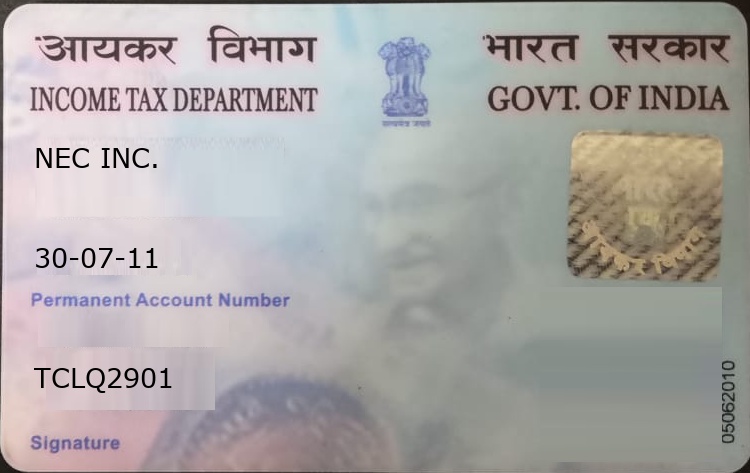 आयकर विभाग
भारत सरकार
INCOME TAX DEPARTMENT
GOVT. OF INDIA
सत्यमेव जयते
NEC INC.
30-07-11
Permanent Account Number
TCLQ2901
Signature
05062010